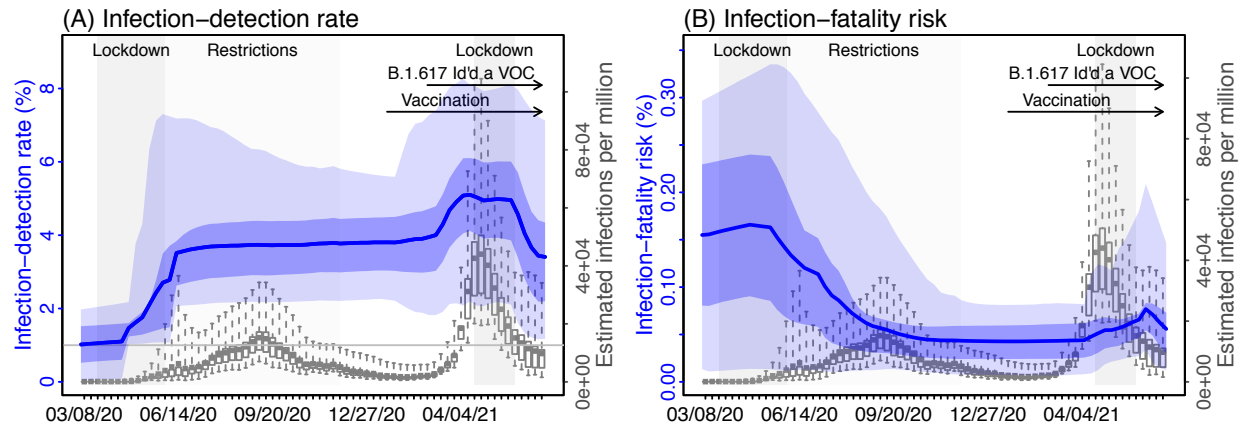 (A) Infection−detection rate
Lockdown Restrictions Lockdown
B.1.617 Id'd a VOC
Vaccination
Infection−detection rate (%)
0 2 4 6 8
Estimated infections per million
0e+00 4e+04 8e+04
03/08/20 06/14/20 09/20/20 12/27/20 04/04/21
(B) Infection−fatality risk
Lockdown Restrictions Lockdown
B.1.617 Id'd a VOC
Vaccination
Infection−fatality risk (%)
0.00 0.10 0.20 0.30
Estimated infections per million
0e+00 4e+04 8e+04
03/08/20 06/14/20 09/20/20 12/27/20 04/04/21